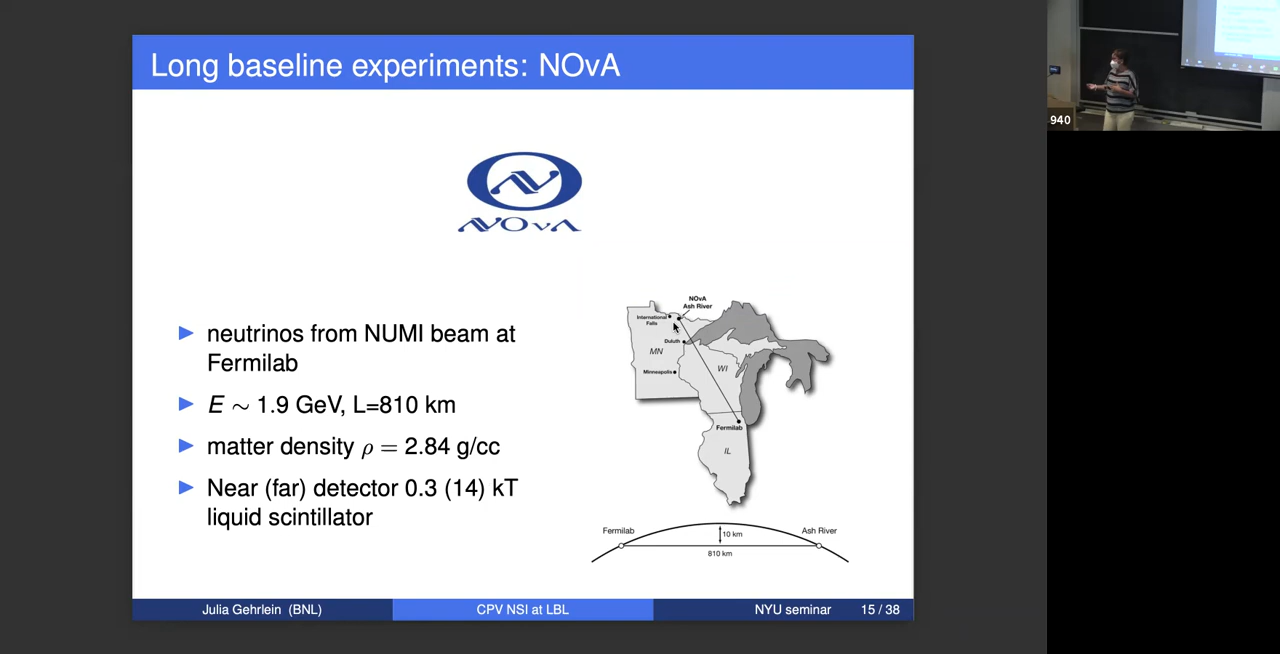 Long baseline experiments: NOvA
NOνA
neutrinos from NUMI beam at
Fermilab
E ∼ 1.9 GeV, L=810 km
matter density ρ = 2.84 g/cc
Near (far) detector 0.3 (14) kT
liquid scintillator
NOνA
Ash River
International
Falls
Duluth
MN
WI
Minneapolis
Fermilab
IL
Fermilab
Ash River
10 km
810 km
Julia Gehrlein (BNL)
CPV NSI at LBL
NYU seminar
15 / 38
940